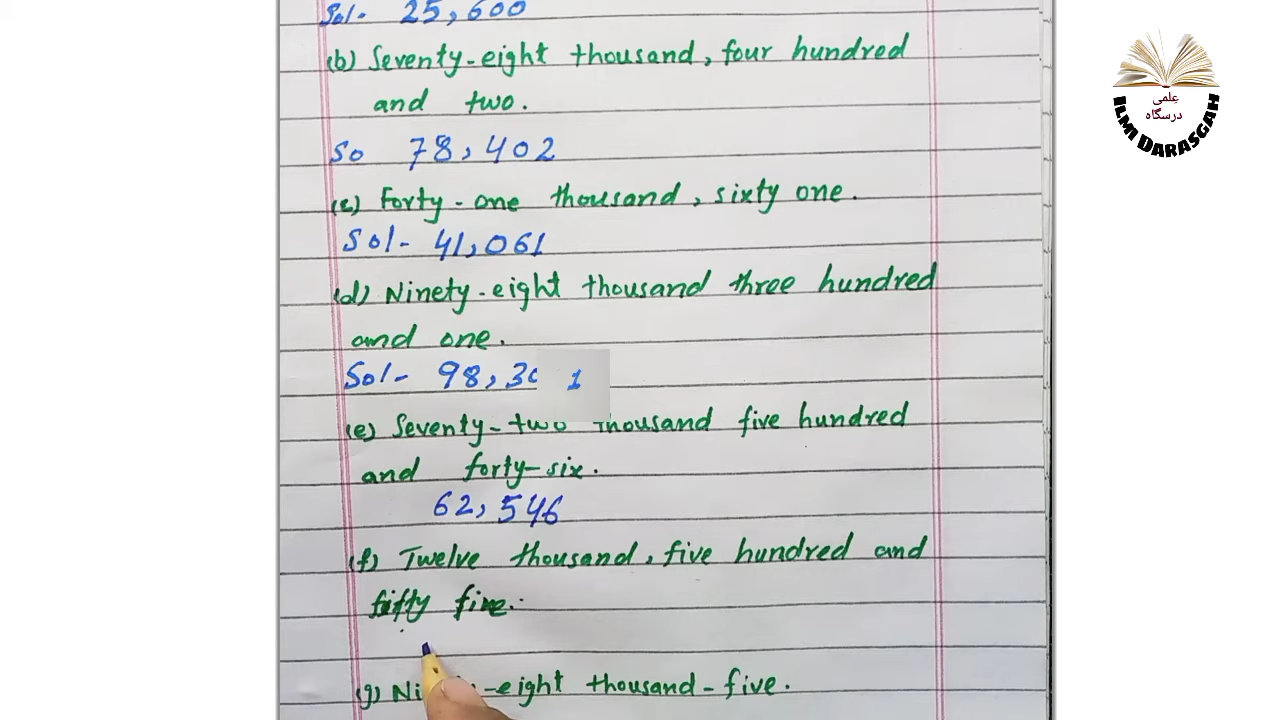 Sol- 25,600
(b) Seventy-eight thousand, four hundred
and two.
So 78,402
(c) Forty-one thousand, sixty one.
Sol- 41,061
(d) Ninety-eight thousand three hundred
and one.
Sol- 98,30 1
(e) Seventy-two thousand five hundred
and forty-six.
62,546
(f) Twelve thousand, five hundred and
fifty five.
(g) -eight thousand-five.
علمی
درسگاہ
ILMI DARASGAH